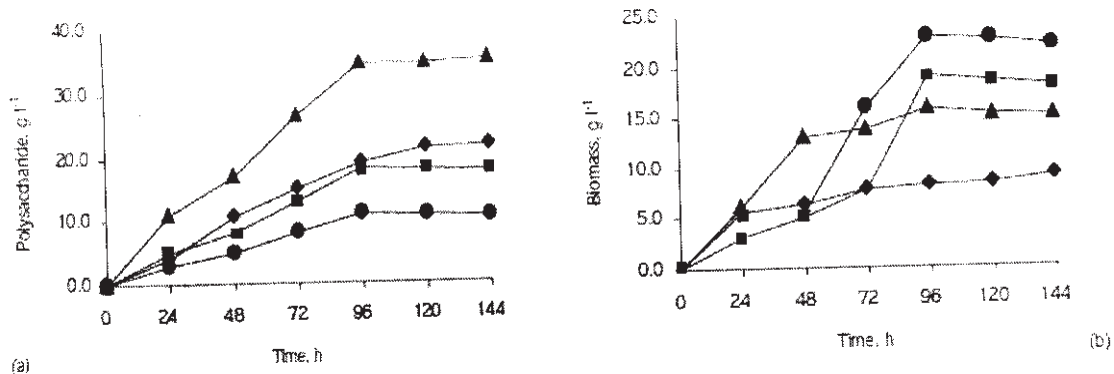 40.0
30.0
20.0
10.0
0.0
Polysaccharide, g l-1
0 24 48 72 96 120 144
Time, h
(a)
25.0
20.0
15.0
10.0
5.0
0.0
Biomass, g l-1
0 24 48 72 96 120 144
Time, h
(b)